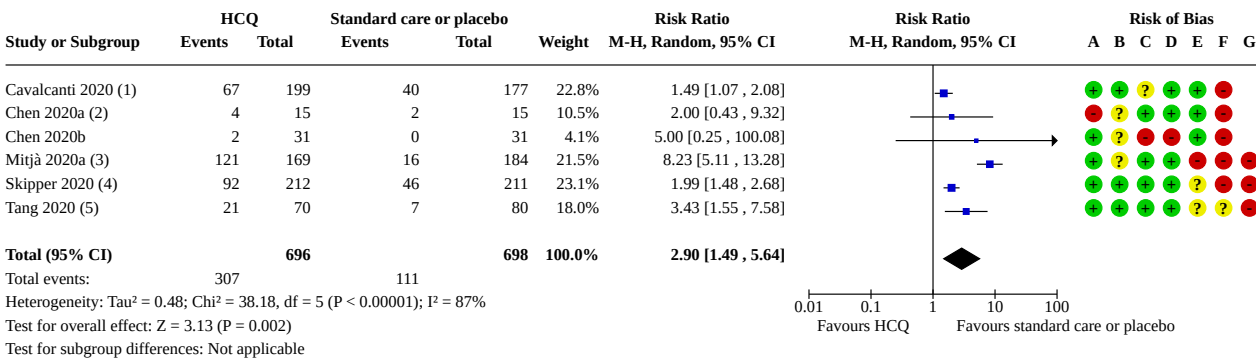 HCQ Standard care or placebo Risk Ratio Risk Ratio Risk of Bias
Study or Subgroup Events Total Events Total Weight M-H, Random, 95% CI M-H, Random, 95% CI A B C D E F G
Cavalcanti 2020 (1) 67 199 40 177 22.8% 1.49 [1.07 , 2.08] + + ? + + -
Chen 2020a (2) 4 15 2 15 10.5% 2.00 [0.43 , 9.32] - ? + + + -
Chen 2020b 2 31 0 31 4.1% 5.00 [0.25 , 100.08] + ? - - + -
Mitjà 2020a (3) 121 169 16 184 21.5% 8.23 [5.11 , 13.28] + ? + + - - -
Skipper 2020 (4) 92 212 46 211 23.1% 1.99 [1.48 , 2.68] + + + + ? - -
Tang 2020 (5) 21 70 7 80 18.0% 3.43 [1.55 , 7.58] + + + + ? ? -
Total (95% CI) 696 698 100.0% 2.90 [1.49 , 5.64]
Total events: 307 111
Heterogeneity: Tau² = 0.48; Chi² = 38.18, df = 5 (P < 0.00001); I² = 87%
Test for overall effect: Z = 3.13 (P = 0.002)
Test for subgroup differences: Not applicable
0.01 0.1 1 10 100
Favours HCQ Favours standard care or placebo